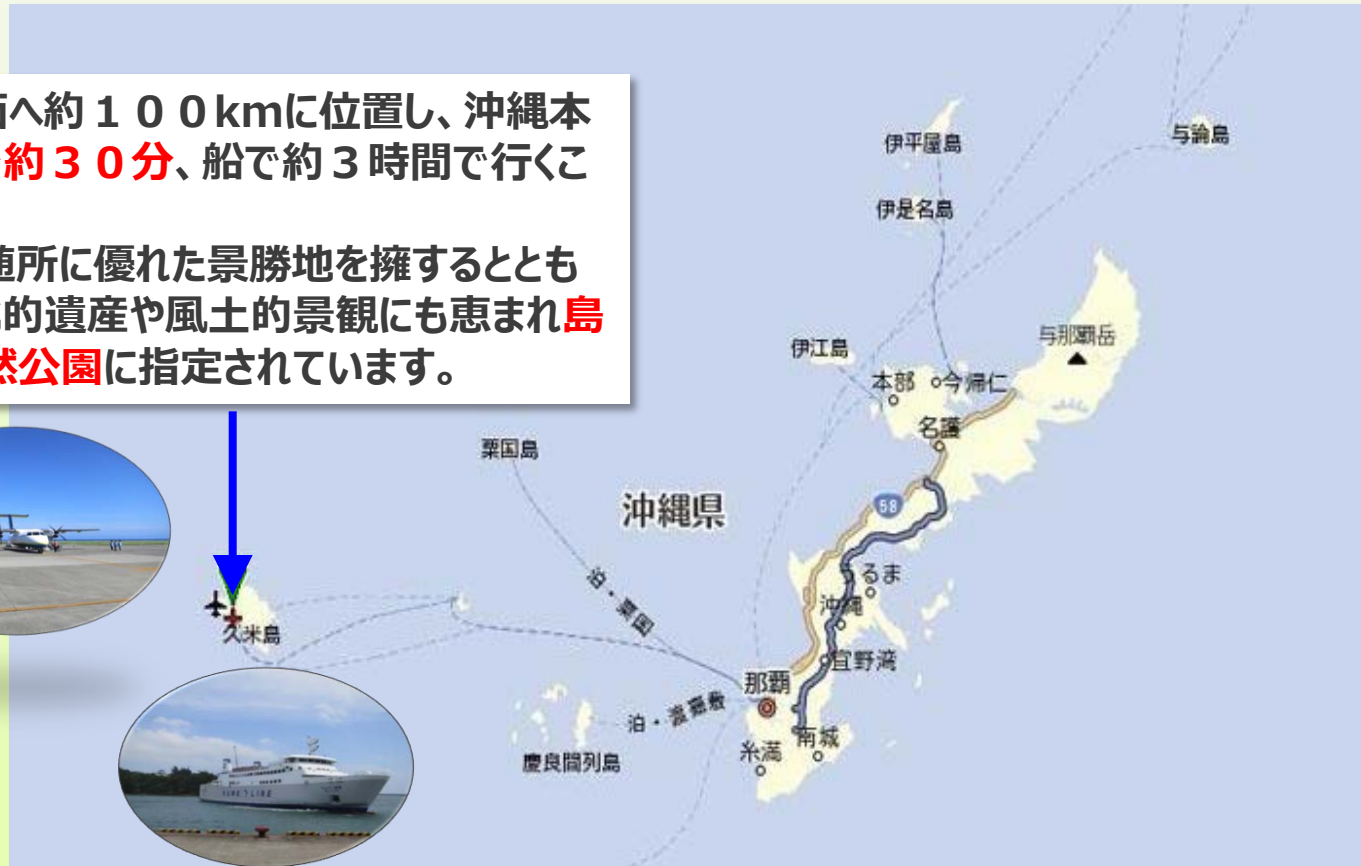 へ約１００kmに位置し、沖縄本
約３０分、船で約３時間で行くこ
随所に優れた景勝地を擁するととも
的遺産や風土的景観にも恵まれ島
然公園に指定されています。
伊平屋島
与論島
伊是名島
伊江島
与那覇岳
本部
今帰仁
名護
粟国島
沖縄県
58
るま
泊・粟国
沖縄
久米島
宜野湾
那覇
泊・渡嘉敷
慶良間列島
糸満
南城
KUME LINE